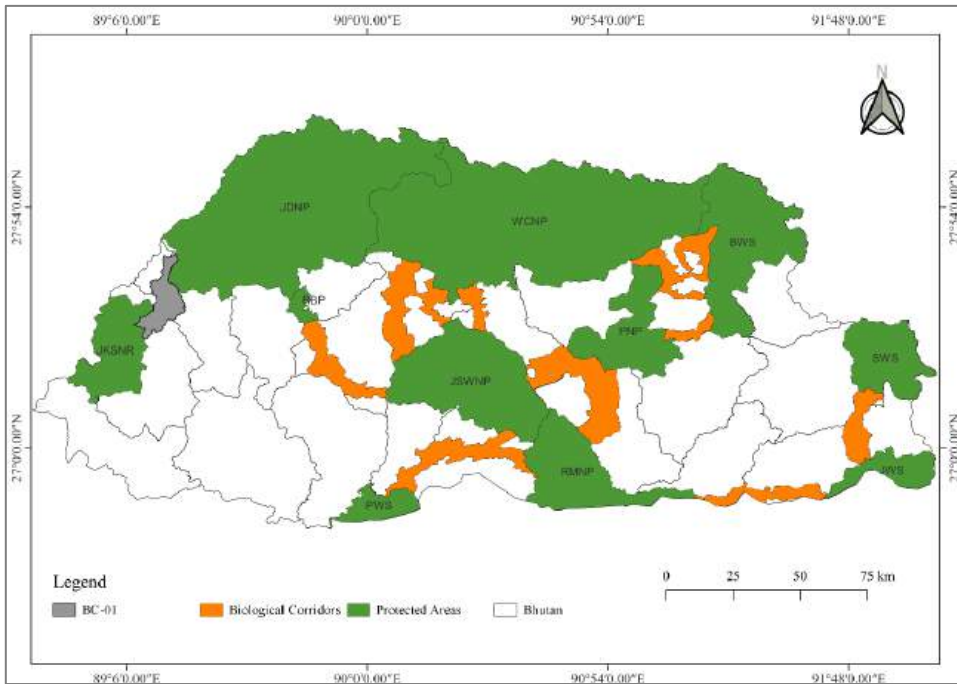 89°6'0.00"E 90°0'0.00"E 90°54'0.00"E 91°48'0.00"E
N
27°54'0.00"N 27°54'0.00"N
JDNP
WCNP
BWS
RBP
PNP
JKSNR
SWS
JSWNP
27°0'0.00"N 27°0'0.00"N
RMNP
JWS
PWS
Legend
0 25 50 75 km
BC-01 Biological Corridors Protected Areas Bhutan
89°6'0.00"E 90°0'0.00"E 90°54'0.00"E 91°48'0.00"E